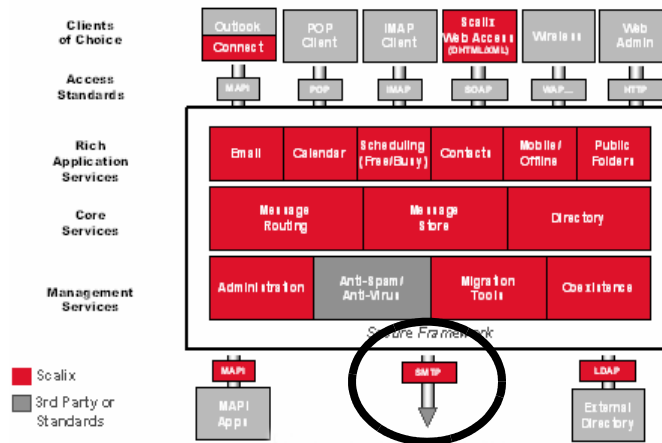 Clients
of Choice
Outlook
Connect
POP
Client
IMAP
Client
Scalix
Web Access
(DHTML/XML)
Wireless
Web
Admin
Access
Standards
MAPI
POP
IMAP
SOAP
WAP...
HTTP
Rich
Application
Services
Email
Calendar
Scheduling
(Free/Busy)
Contacts
Mobile/
Offline
Public
Folders
Core
Services
Message
Routing
Message
Store
Directory
Management
Services
Administration
Anti-Spam/
Anti-Virus
Migration
Tools
Coexistence
Secure Framework
MAPI
SMTP
LDAP
MAPI
Apps
External
Directory
Scalix
3rd Party or
Standards